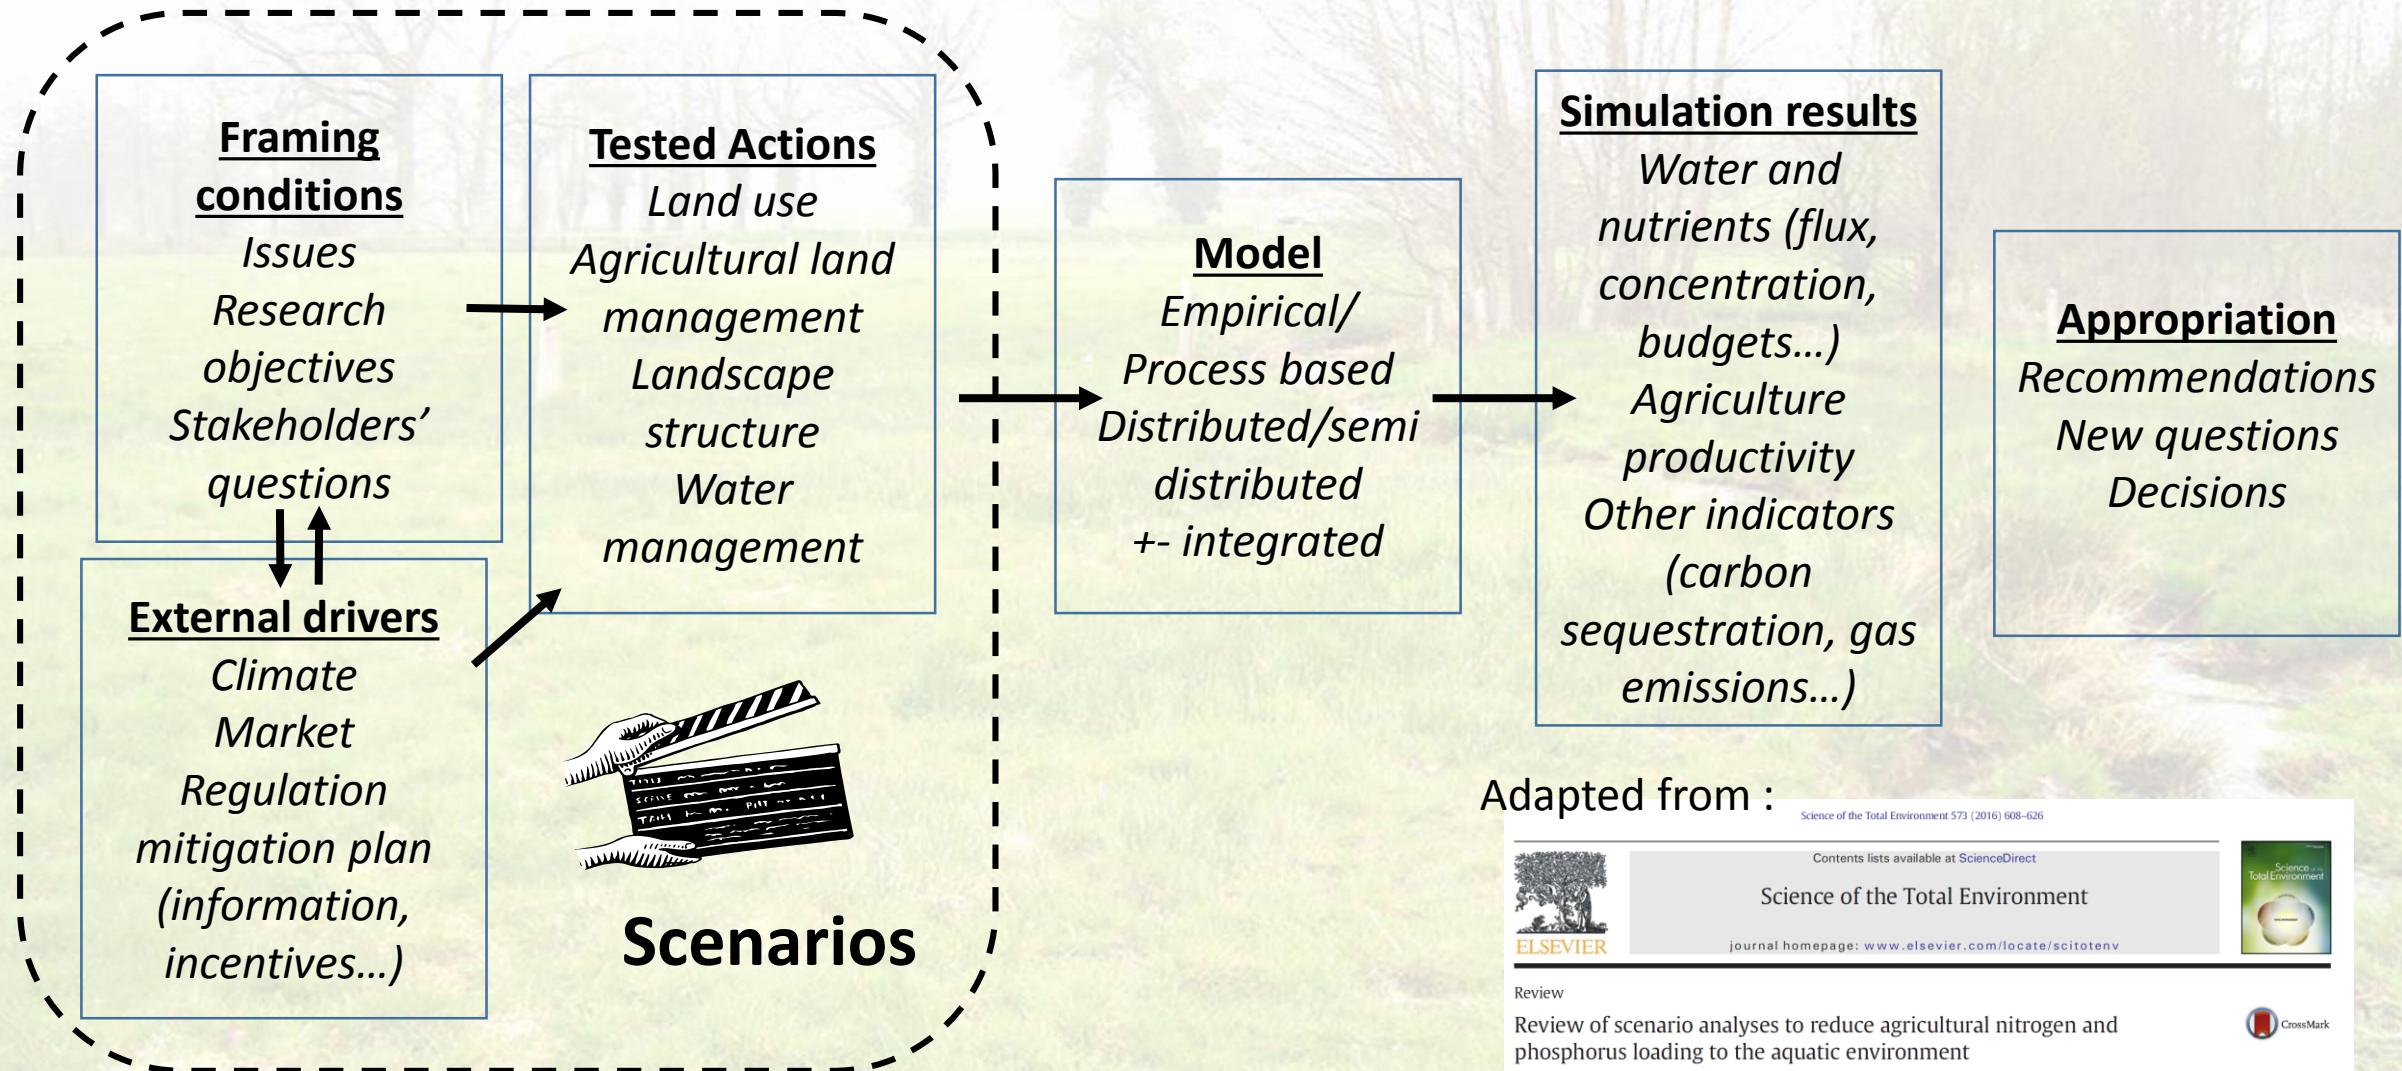 Framing
conditions
Issues
Research
objectives
Stakeholders’
questions
External drivers
Climate
Market
Regulation
mitigation plan
(information,
incentives…)
Tested Actions
Land use
Agricultural land
management
Landscape
structure
Water
management
Scenarios
Model
Empirical/
Process based
Distributed/semi
distributed
+- integrated
Simulation results
Water and
nutrients (flux,
concentration,
budgets…)
Agriculture
productivity
Other indicators
(carbon
sequestration, gas
emissions…)
Appropriation
Recommendations
New questions
Decisions
Adapted from :
Science of the Total Environment 573 (2016) 608–626
Contents lists available at ScienceDirect
Science of the Total Environment
journal homepage: www.elsevier.com/locate/scitotenv
ELSEVIER
Science of the
Total Environment
Review
Review of scenario analyses to reduce agricultural nitrogen and
phosphorus loading to the aquatic environment
CrossMark